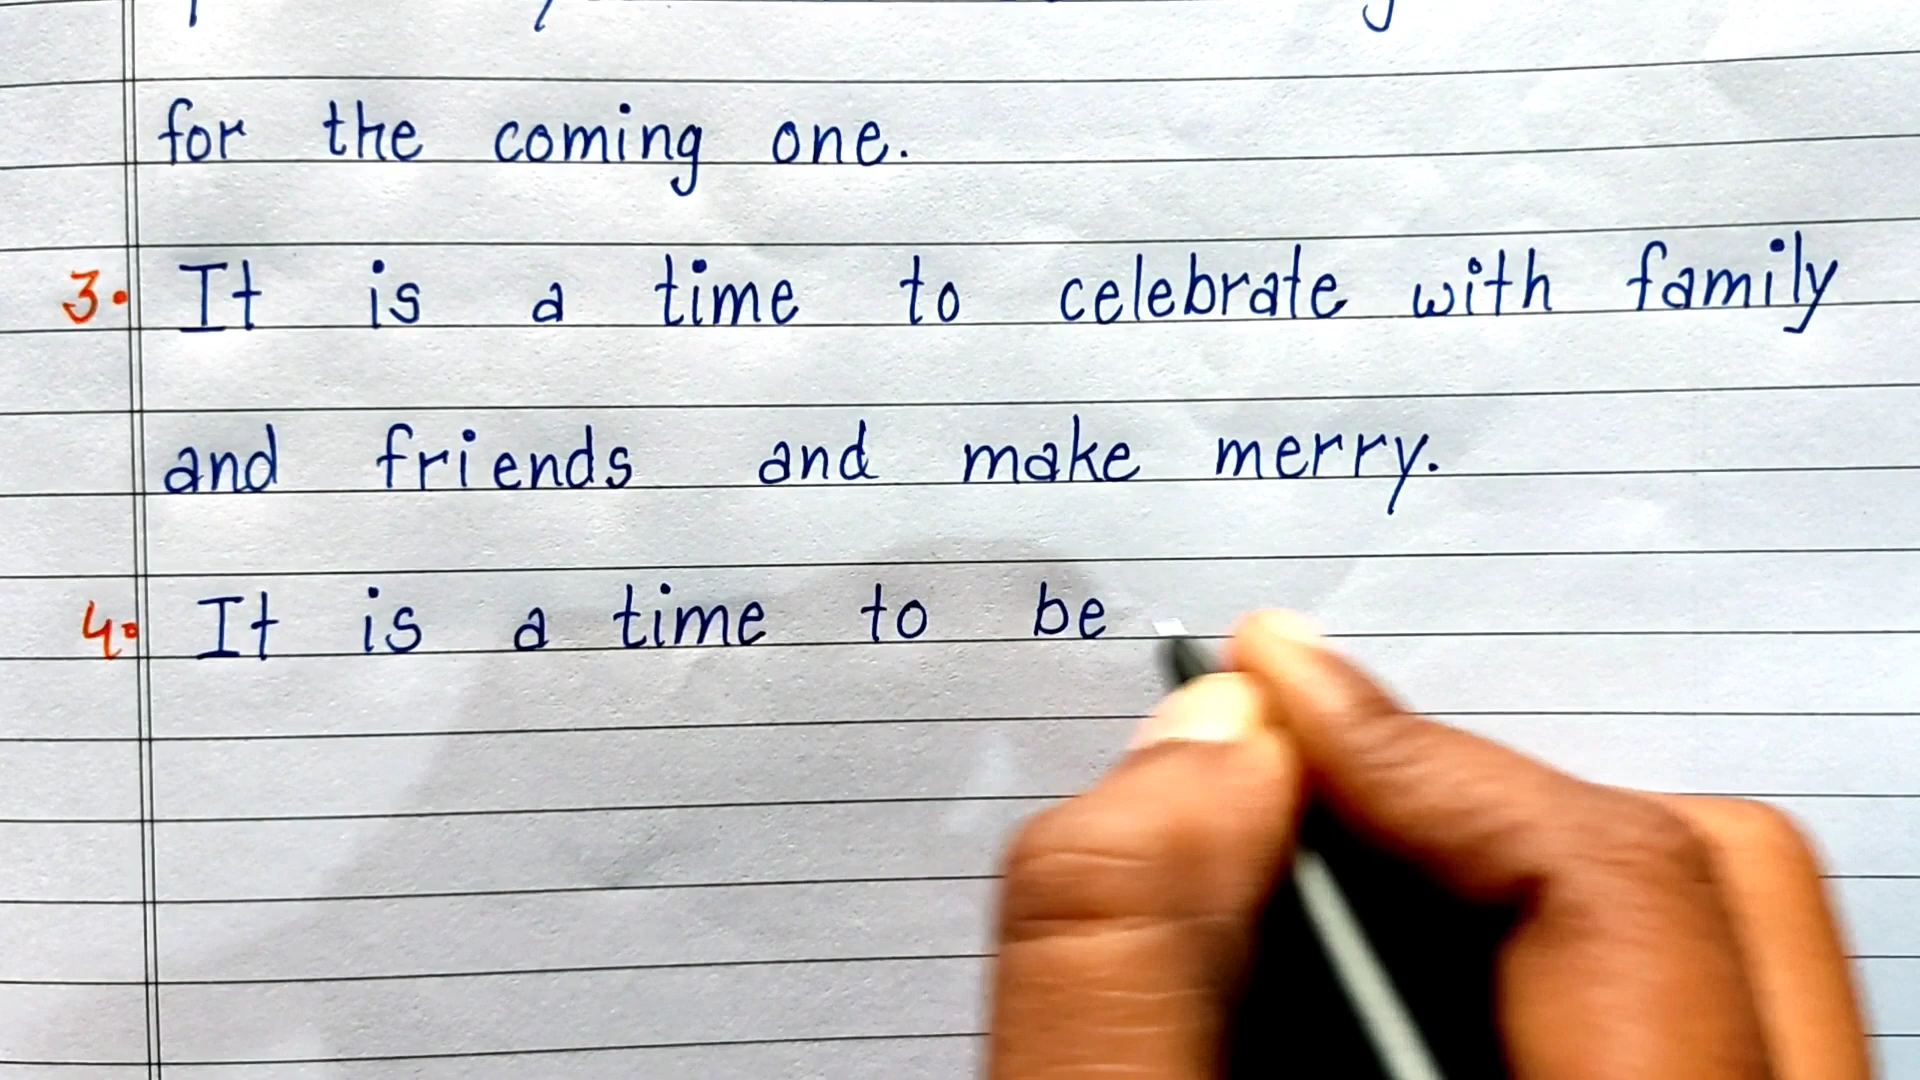 for the coming one.
3. It is a time to celebrate with family
and friends and make merry.
4. It is a time to be